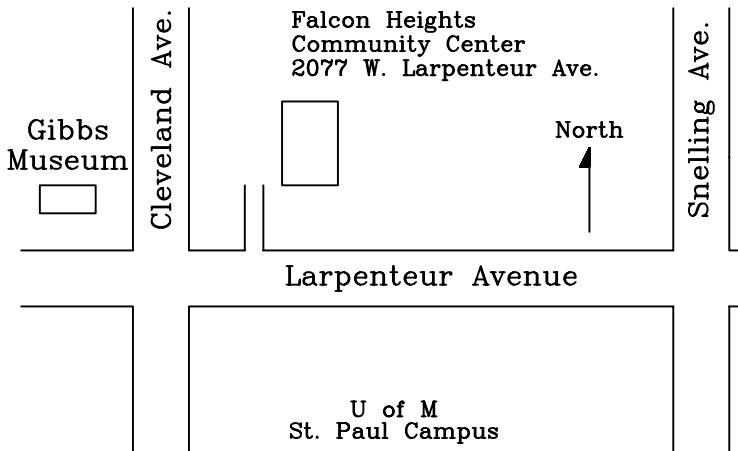 Falcon Heights
Community Center
2077 W. Larpenteur Ave.
Cleveland Ave.
Snelling Ave.
Gibbs
Museum
North
Larpenteur Avenue
U of M
St. Paul Campus